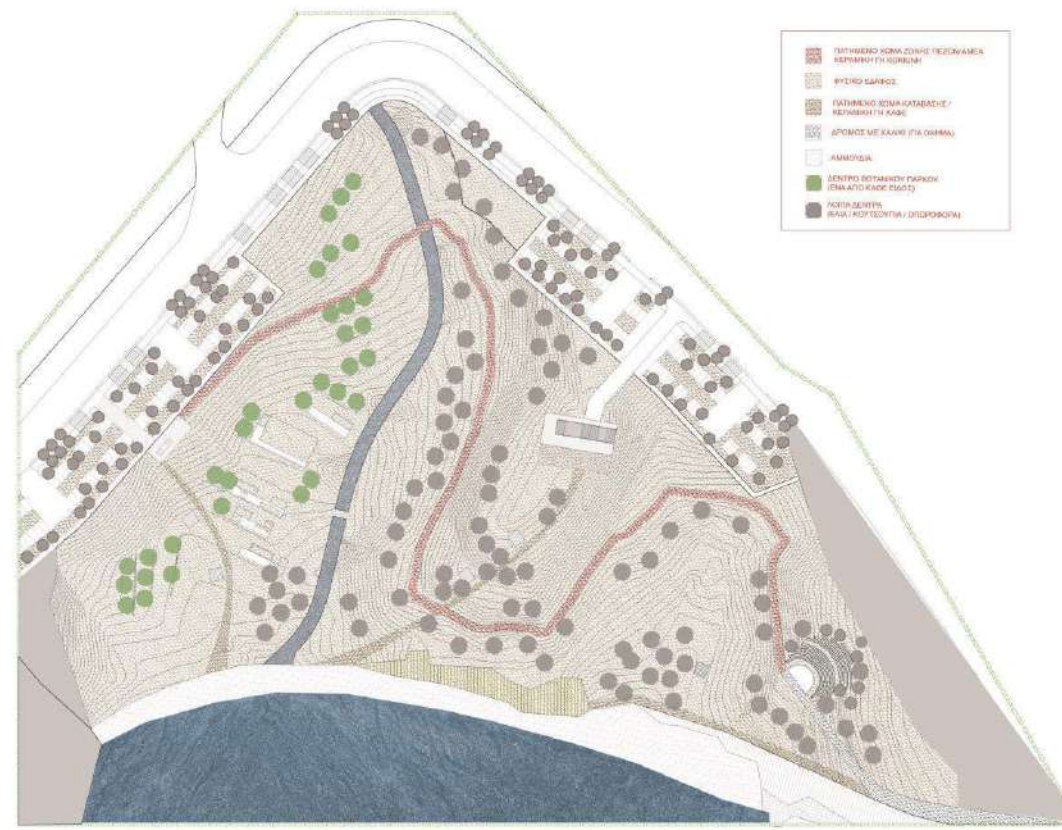 ΠΑΤΗΜΕΝΟ ΧΩΜΑ ΖΩΝΗΣ ΠΕΖΩΝ/ΑΜΕΑ
ΚΕΡΑΜΙΚΗ ΓΗ ΚΟΚΚΙΝΗ
ΦΥΣΙΚΟ ΕΔΑΦΟΣ
ΠΑΤΗΜΕΝΟ ΧΩΜΑ ΚΑΤΑΒΑΣΗΣ /
ΚΕΡΑΜΙΚΗ ΓΗ ΚΑΦΕ
ΔΡΟΜΟΣ ΜΕ ΧΑΛΙΚΙ (ΓΙΑ ΟΧΗΜΑ)
ΑΜΜΟΥΔΙΑ
ΔΕΝΤΡΟ ΒΟΤΑΝΙΚΟΥ ΠΑΡΚΟΥ
(ΕΝΑ ΑΠΟ ΚΑΘΕ ΕΙΔΟΣ)
ΛΟΙΠΑ ΔΕΝΤΡΑ
(ΕΛΙΑ / ΚΟΥΤΣΟΥΠΙΑ / ΟΠΩΡΟΦΟΡΑ)